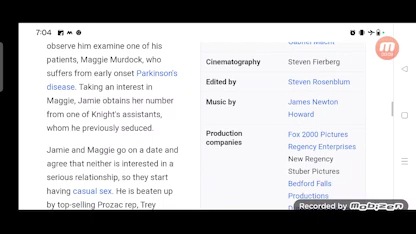 7:04
observe him examine one of his
patients, Maggie Murdock, who
suffers from early onset Parkinson's
disease. Taking an interest in
Maggie, Jamie obtains her number
from one of Knight's assistants,
whom he previously seduced.
Jamie and Maggie go on a date and
agree that neither is interested in a
serious relationship, so they start
having casual sex. He is beaten up
by top-selling Prozac rep, Trey
Gabriel Macht
Cinematography Steven Fierberg
Edited by Steven Rosenblum
Music by James Newton
Howard
Production Fox 2000 Pictures
companies Regency Enterprises
New Regency
Stuber Pictures
Bedford Falls
Productions
Recorded by Mobizen